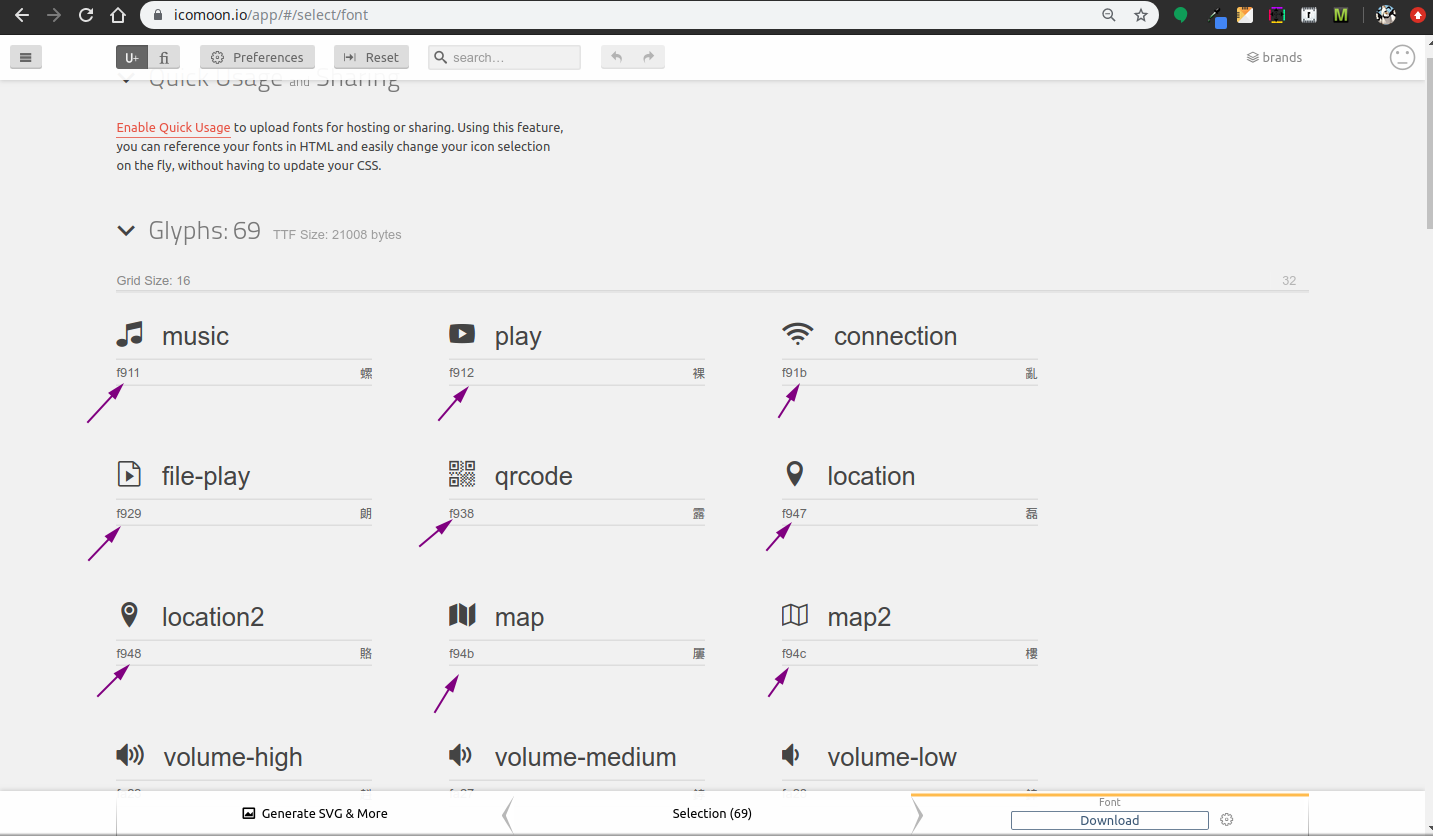 icomoon.io/app/#/select/font
U+ fi Preferences Reset search... brands
Quick Usage and Sharing
Enable Quick Usage to upload fonts for hosting or sharing. Using this feature,
you can reference your fonts in HTML and easily change your icon selection
on the fly, without having to update your CSS.
Glyphs: 69 TTF Size: 21008 bytes
Grid Size: 16 32
music play connection
f911 螺 f912 裸 f91b 亂
file-play qrcode location
f929 朗 f938 露 f947 磊
location2 map map2
f948 賂 f94b 屢 f94c 樓
volume-high volume-medium volume-low
Generate SVG & More Selection (69) Font
Download